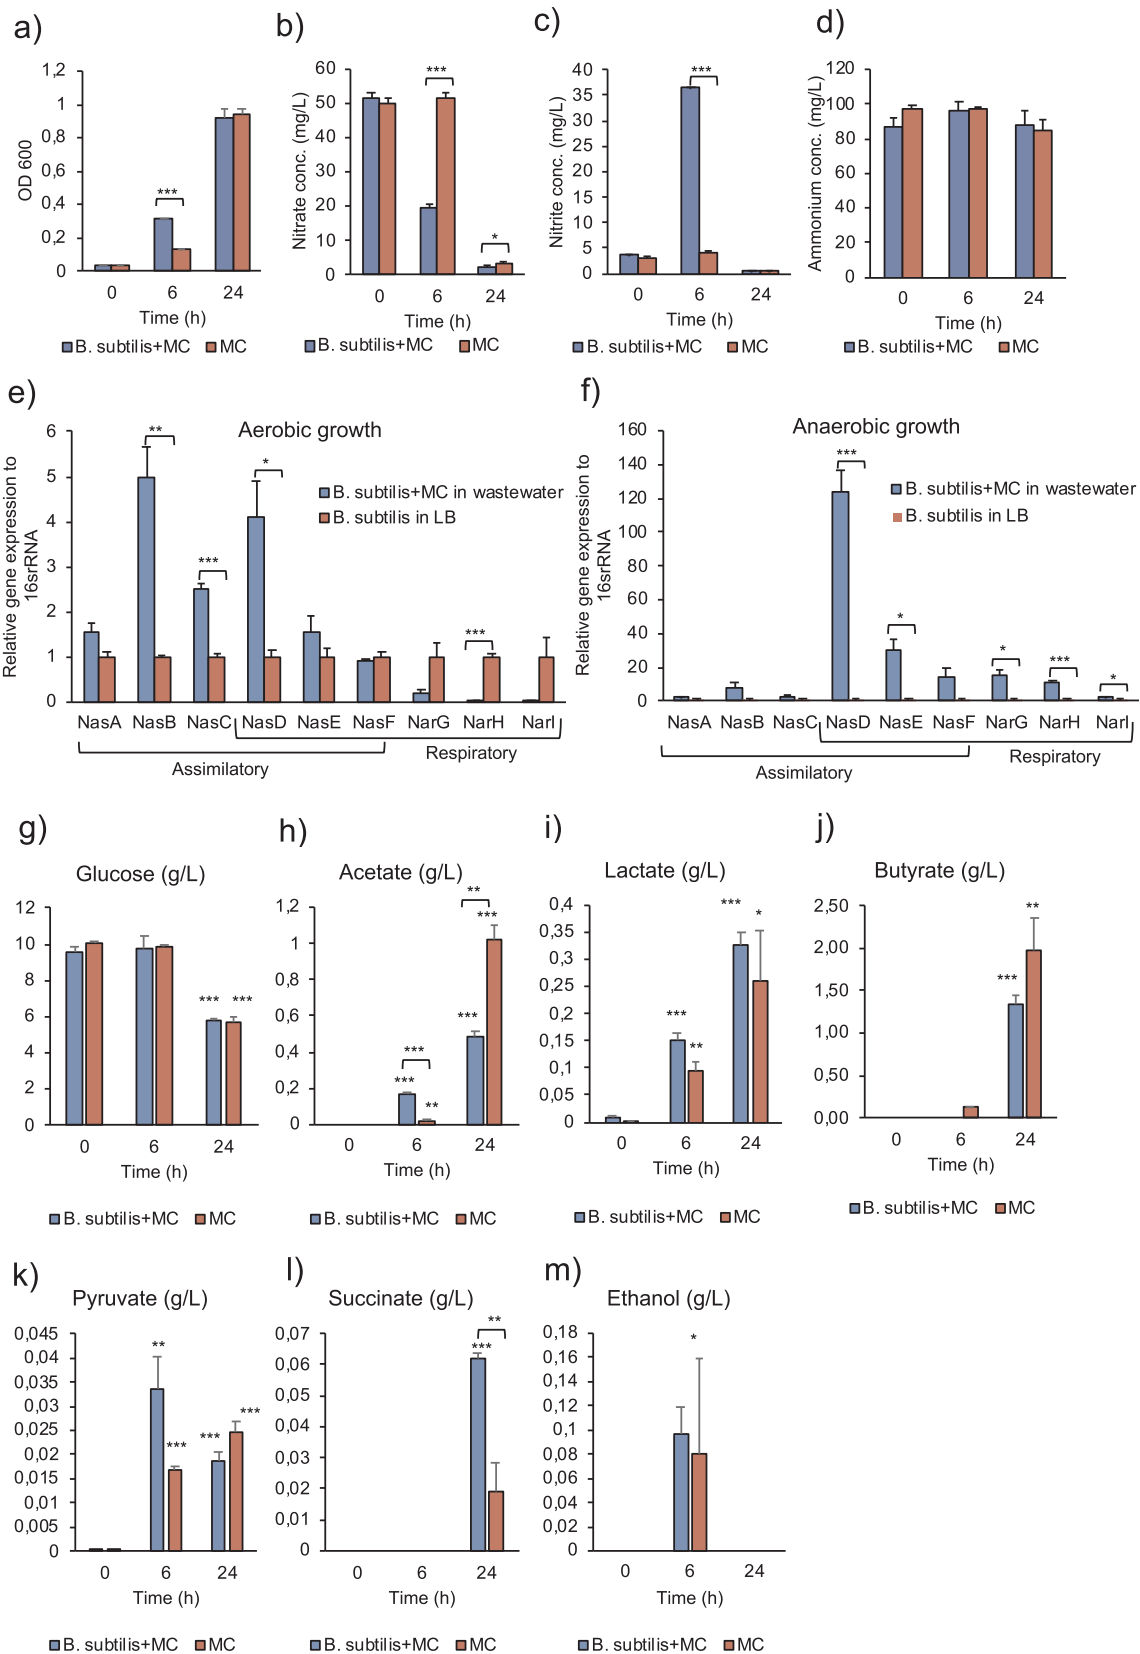 a)
OD 600
1,2
1
0,8
0,6
0,4
0,2
0
***
0 6 24
Time (h)
B. subtilis+MC MC
b)
Nitrate conc. (mg/L)
60
50
40
30
20
10
0
***
*
0 6 24
Time (h)
B. subtilis+MC MC
c)
Nitrite conc. (mg/L)
40
35
30
25
20
15
10
5
0
***
0 6 24
Time (h)
B. subtilis+MC MC
d)
Ammonium conc. (mg/L)
120
100
80
60
40
20
0
0 6 24
Time (h)
B. subtilis+MC MC
e)
Aerobic growth
Relative gene expression to
16srRNA
6
5
4
3
2
1
0
**
***
*
***
B. subtilis+MC in wastewater
B. subtilis in LB
NasA NasB NasC NasD NasE NasF NarG NarH NarI
Assimilatory
Respiratory
f)
Anaerobic growth
Relative gene expression to
16srRNA
160
140
120
100
80
60
40
20
0
***
*
*
***
*
B. subtilis+MC in wastewater
B. subtilis in LB
NasA NasB NasC NasD NasE NasF NarG NarH NarI
Assimilatory
Respiratory
g)
Glucose (g/L)
12
10
8
6
4
2
0
*** ***
0 6 24
Time (h)
B. subtilis+MC MC
h)
Acetate (g/L)
1,2
1
0,8
0,6
0,4
0,2
0
**
***
***
***
***
**
0 6 24
Time (h)
B. subtilis+MC MC
i)
Lactate (g/L)
0,4
0,35
0,3
0,25
0,2
0,15
0,1
0,05
0
***
*
***
**
0 6 24
Time (h)
B. subtilis+MC MC
j)
Butyrate (g/L)
2,50
2,00
1,50
1,00
0,50
0,00
**
***
0 6 24
Time (h)
B. subtilis+MC MC
k)
Pyruvate (g/L)
0,045
0,04
0,035
0,03
0,025
0,02
0,015
0,01
0,005
0
**
***
***
***
0 6 24
Time (h)
B. subtilis+MC MC
l)
Succinate (g/L)
0,07
0,06
0,05
0,04
0,03
0,02
0,01
0
**
***
0 6 24
Time (h)
B. subtilis+MC MC
m)
Ethanol (g/L)
0,18
0,16
0,14
0,12
0,1
0,08
0,06
0,04
0,02
0
*
0 6 24
Time (h)
B. subtilis+MC MC